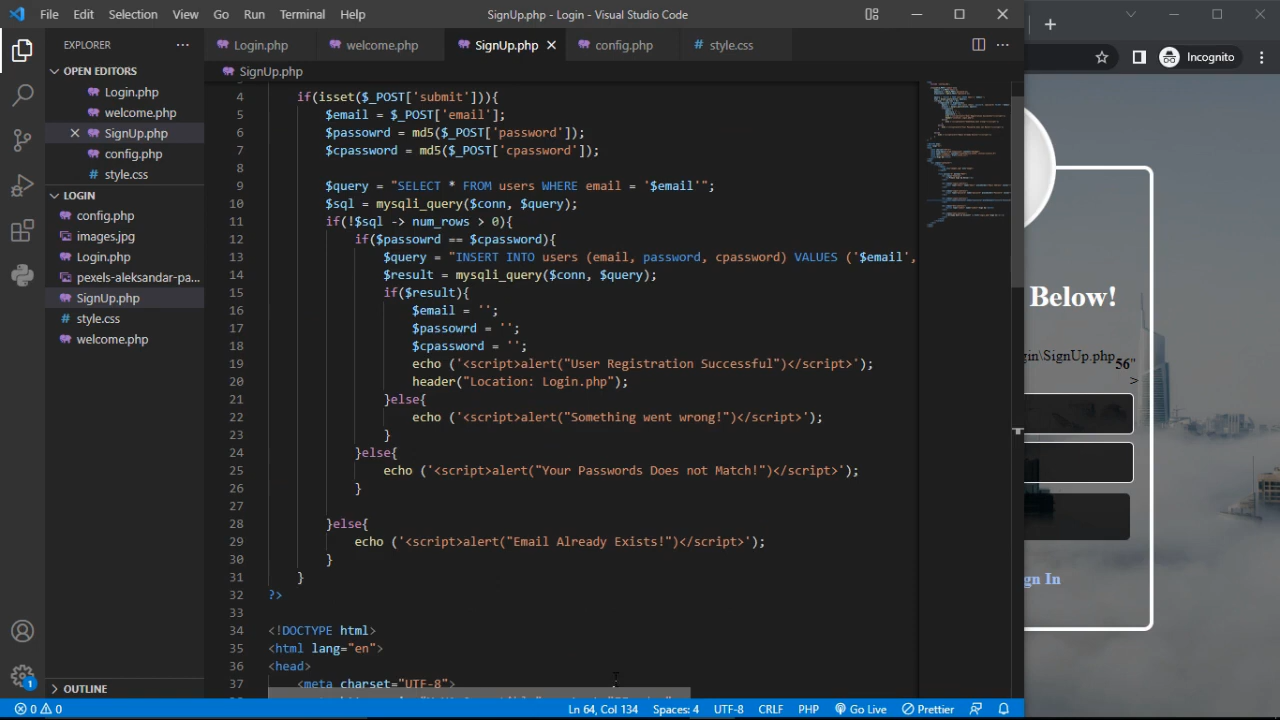 File Edit Selection View Go Run Terminal Help SignUp.php - Login - Visual Studio Code
EXPLORER
Login.php welcome.php SignUp.php config.php style.css
Incognito
OPEN EDITORS
Login.php
welcome.php
SignUp.php
config.php
style.css
LOGIN
config.php
images.jpg
Login.php
pexels-aleksandar-pa...
SignUp.php
style.css
welcome.php
OUTLINE
SignUp.php
4 if(isset($_POST['submit'])){
5 $email = $_POST['email'];
6 $passowrd = md5($_POST['password']);
7 $cpassword = md5($_POST['cpassword']);
8
9 $query = "SELECT * FROM users WHERE email = '$email'";
10 $sql = mysqli_query($conn, $query);
11 if(!$sql -> num_rows > 0){
12 if($passowrd == $cpassword){
13 $query = "INSERT INTO users (email, password, cpassword) VALUES ('$email',
14 $result = mysqli_query($conn, $query);
15 if($result){
16 $email = '';
17 $passowrd = '';
18 $cpassword = '';
19 echo ('<script>alert("User Registration Successful")</script>');
20 header("Location: Login.php");
21 }else{
22 echo ('<script>alert("Something went wrong!")</script>');
23 }
24 }else{
25 echo ('<script>alert("Your Passwords Does not Match!")</script>');
26 }
27
28 }else{
29 echo ('<script>alert("Email Already Exists!")</script>');
30 }
31 }
32 ?>
33
34 <!DOCTYPE html>
35 <html lang="en">
36 <head>
37 <meta charset="UTF-8">
Below!
gin\SignUp.php
56"
>
gn In
1
0 0 Ln 64, Col 134 Spaces: 4 UTF-8 CRLF PHP Go Live Prettier